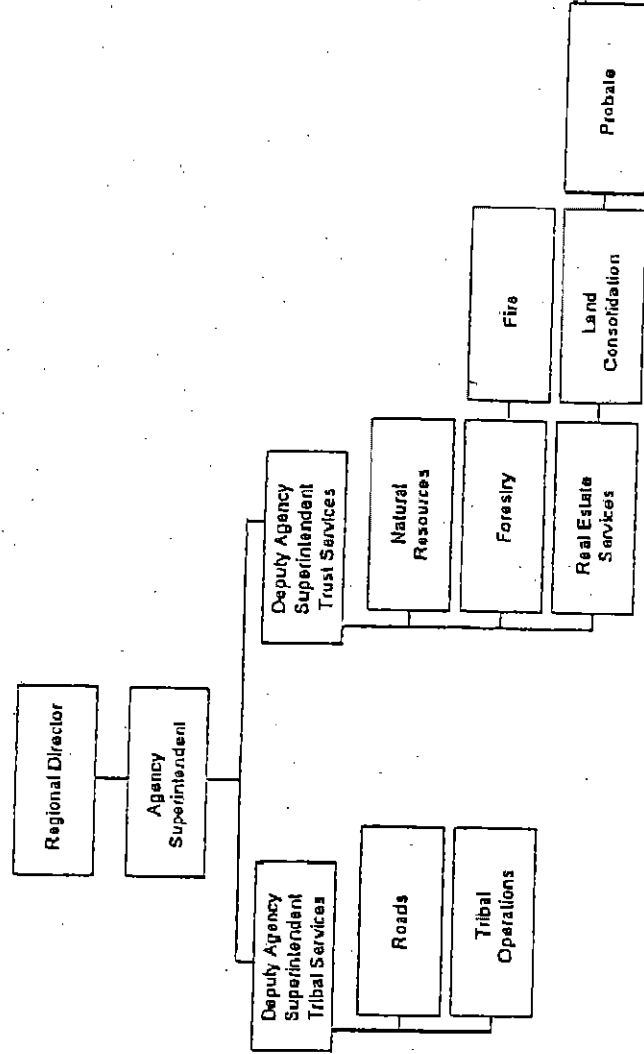 Regional Director
Agency
Superintendent
Deputy Agency
Superintendent
Tribal Services
Roads
Tribal
Operations
Deputy Agency
Superintendent
Trust Services
Natural
Resources
Forestry
Fire
Real Estate
Services
Land
Consolidation
Probate